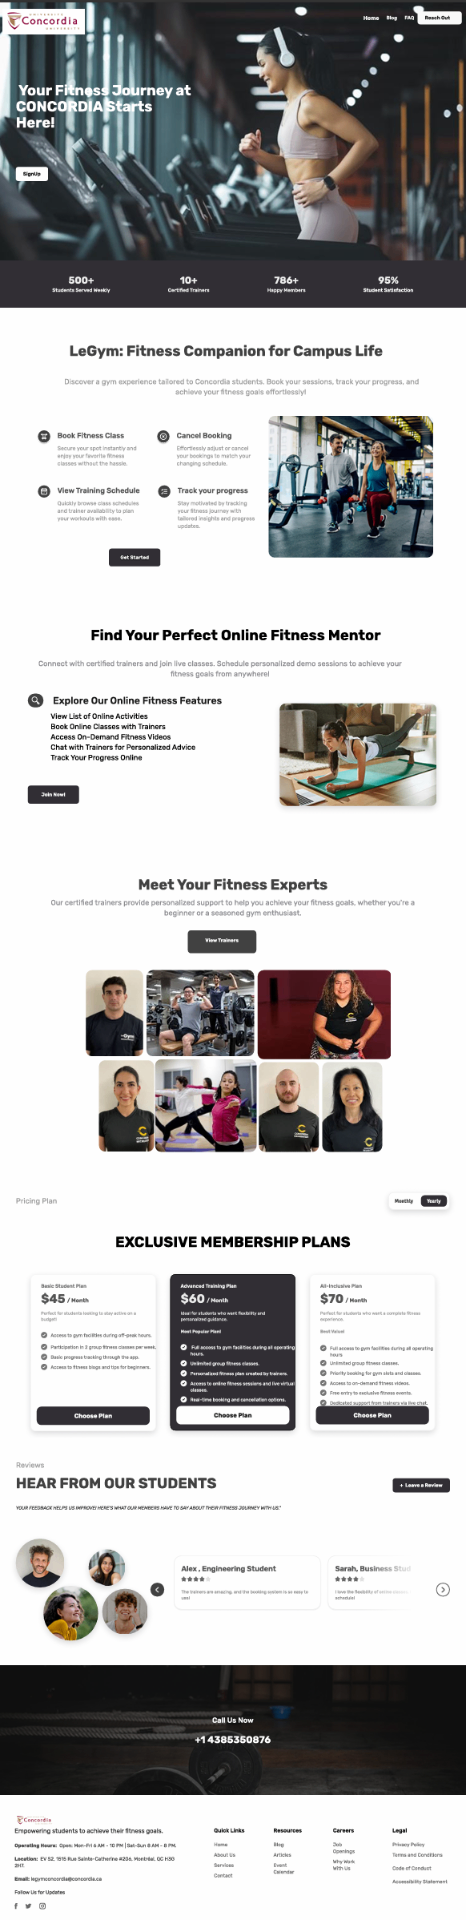 UNIVERSITÉ
Concordia
UNIVERSITY
Home Blog FAQ Reach Out
Your Fitness Journey at
CONCORDIA Starts
Here!
SignUp
500+ 10+ 786+ 95%
Students Served Weekly Certified Trainers Happy Members Student Satisfaction
LeGym: Fitness Companion for Campus Life
Discover a gym experience tailored to Concordia students. Book your sessions, track your progress, and
achieve your fitness goals effortlessly!
Book Fitness Class
Secure your spot instantly and
enjoy your favorite fitness
classes without the hassle.
Cancel Booking
Effortlessly adjust or cancel
your bookings to match your
changing schedule.
View Training Schedule
Quickly browse class schedules
and trainer availability to plan
your workouts with ease.
Track your progress
Stay motivated by tracking
your fitness journey with
tailored insights and progress
updates.
Get Started
Find Your Perfect Online Fitness Mentor
Connect with certified trainers and join live classes. Schedule personalized demo sessions to achieve your
fitness goals from anywhere!
Explore Our Online Fitness Features
View List of Online Activities
Book Online Classes with Trainers
Access On-Demand Fitness Videos
Chat with Trainers for Personalized Advice
Track Your Progress Online
Join Now!
Meet Your Fitness Experts
Our certified trainers provide personalized support to help you achieve your fitness goals, whether you're a
beginner or a seasoned gym enthusiast.
View Trainers
Pricing Plan
Monthly Yearly
EXCLUSIVE MEMBERSHIP PLANS
Basic Student Plan
$45 / Month
Perfect for students looking to stay active on a
budget!
Access to gym facilities during off-peak hours.
Participation in 2 group fitness classes per week.
Basic progress tracking through the app.
Access to fitness blogs and tips for beginners.
Choose Plan
Advanced Training Plan
$60 / Month
Ideal for students who want flexibility and
personalized guidance.
Most Popular Plan!
Full access to gym facilities during all operating
hours.
Unlimited group fitness classes.
Personalized fitness plan created by trainers.
Access to online fitness sessions and live virtual
classes.
Real-time booking and cancellation options.
Choose Plan
All-Inclusive Plan
$70 / Month
Perfect for students who want a complete fitness
experience.
Best Value!
Full access to gym facilities during all operating
hours
Unlimited group fitness classes.
Priority booking for gym slots and classes.
Access to on-demand fitness videos.
Free entry to exclusive fitness events.
Dedicated support from trainers via live chat.
Choose Plan
Reviews
HEAR FROM OUR STUDENTS
+ Leave a Review
YOUR FEEDBACK HELPS US IMPROVE! HERE'S WHAT OUR MEMBERS HAVE TO SAY ABOUT THEIR FITNESS JOURNEY WITH US."
Alex , Engineering Student
The trainers are amazing, and the booking system is so easy to
use!
Sarah, Business Stud
I love the flexibility of
schedule!
Call Us Now
+1 4385350876
Concordia
Empowering students to achieve their fitness goals.
Operating Hours: Open: Mon-Fri 6 AM - 10 PM | Sat-Sun 8 AM - 8 PM.
Location: EV S2, 1515 Rue Sainte-Catherine #206, Montréal, QC H3G
2H7.
Email: legymconcordia@concordia.ca
Follow Us for Updates
Quick Links
Home
About Us
Services
Contact
Resources
Blog
Articles
Event
Calendar
Careers
Job
Openings
Why Work
With Us
Legal
Privacy Policy
Terms and Conditions
Code of Conduct
Accessibility Statement